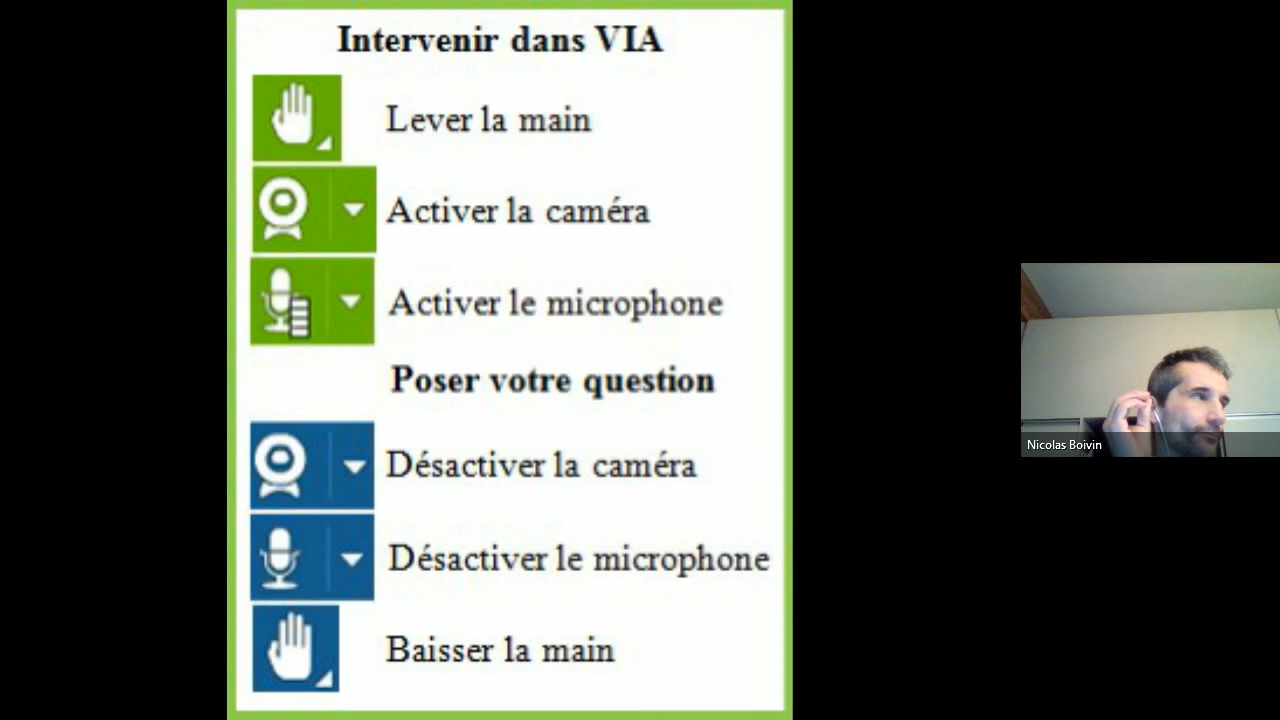 Intervenir dans VIA
Lever la main
Activer la caméra
Activer le microphone
Poser votre question
Désactiver la caméra
Désactiver le microphone
Baisser la main
Nicolas Boivin